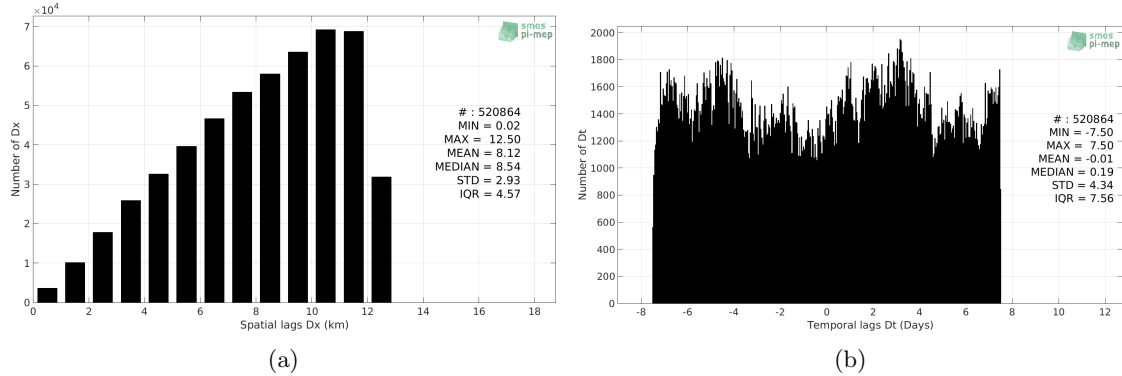 7
×10⁴
6
5
4
3
2
1
0
Number of Dx
0 2 4 6 8 10 12 14 16 18
Spatial lags Dx (km)
smos
pi-mep
# : 520864
MIN = 0.02
MAX = 12.50
MEAN = 8.12
MEDIAN = 8.54
STD = 2.93
IQR = 4.57
(a)
2000
1800
1600
1400
1200
1000
800
600
400
200
0
Number of Dt
-8 -6 -4 -2 0 2 4 6 8 10 12
Temporal lags Dt (Days)
smos
pi-mep
# : 520864
MIN = -7.50
MAX = 7.50
MEAN = -0.01
MEDIAN = 0.19
STD = 4.34
IQR = 7.56
(b)